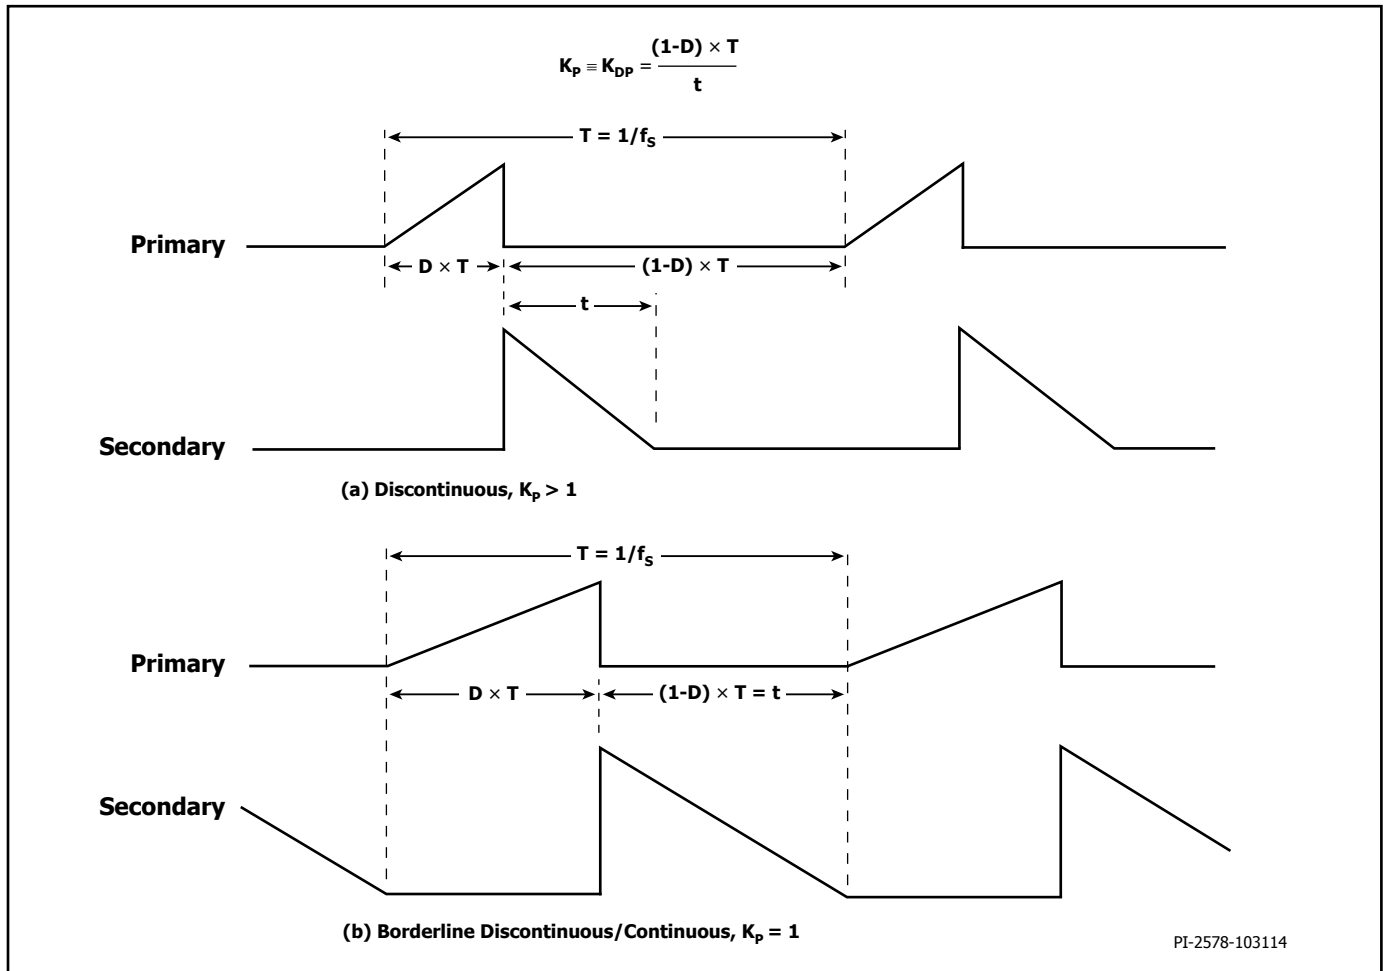 K_P ≡ K_DP = (1-D) × T / t
T = 1/f_S
Primary
D × T
(1-D) × T
t
Secondary
(a) Discontinuous, K_P > 1
T = 1/f_S
Primary
D × T
(1-D) × T = t
Secondary
(b) Borderline Discontinuous/Continuous, K_P = 1
PI-2578-103114